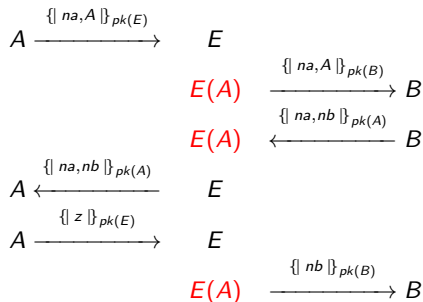 A {| na,A |}pk(E) E
E(A) {| na,A |}pk(B) B
E(A) {| na,nb |}pk(A) B
A {| na,nb |}pk(A) E
A {| z |}pk(E) E
E(A) {| nb |}pk(B) B